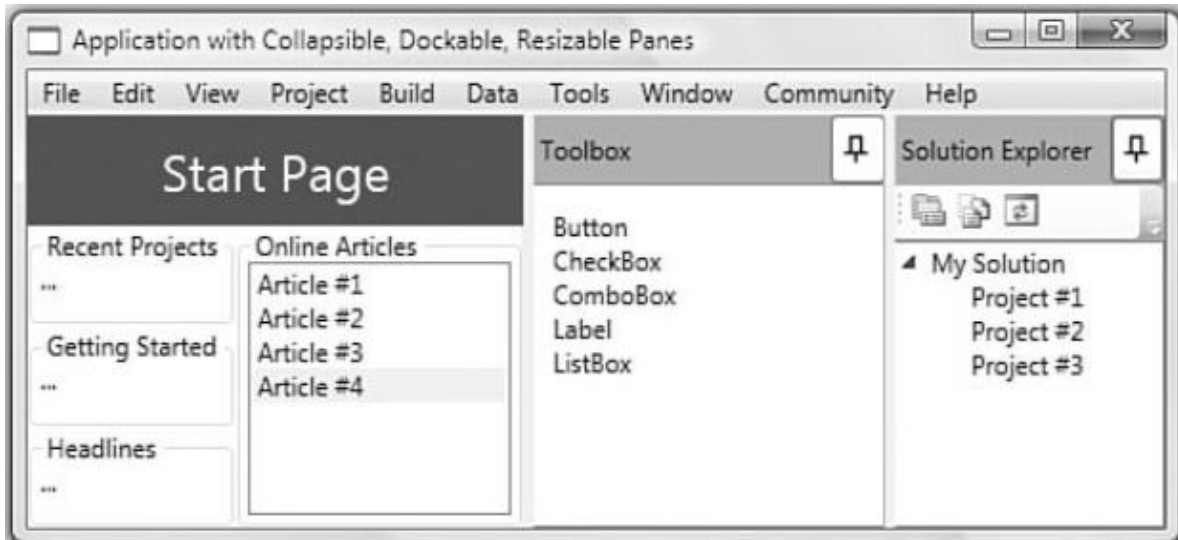 Application with Collapsible, Dockable, Resizable Panes
File Edit View Project Build Data Tools Window Community Help
Start Page
Recent Projects
...
Getting Started
...
Headlines
...
Online Articles
Article #1
Article #2
Article #3
Article #4
Toolbox
Button
CheckBox
ComboBox
Label
ListBox
Solution Explorer
My Solution
Project #1
Project #2
Project #3